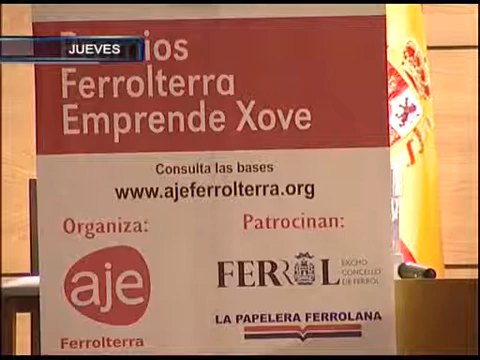 JUEVES
Premios
Ferrolterra
Emprende Xove
Consulta las bases
www.ajeferrolterra.org
Organiza:
Patrocinan:
aje
Ferrolterra
FERROL
EXCMO
CONCELLO
DE FERROL
LA PAPELERA FERROLANA